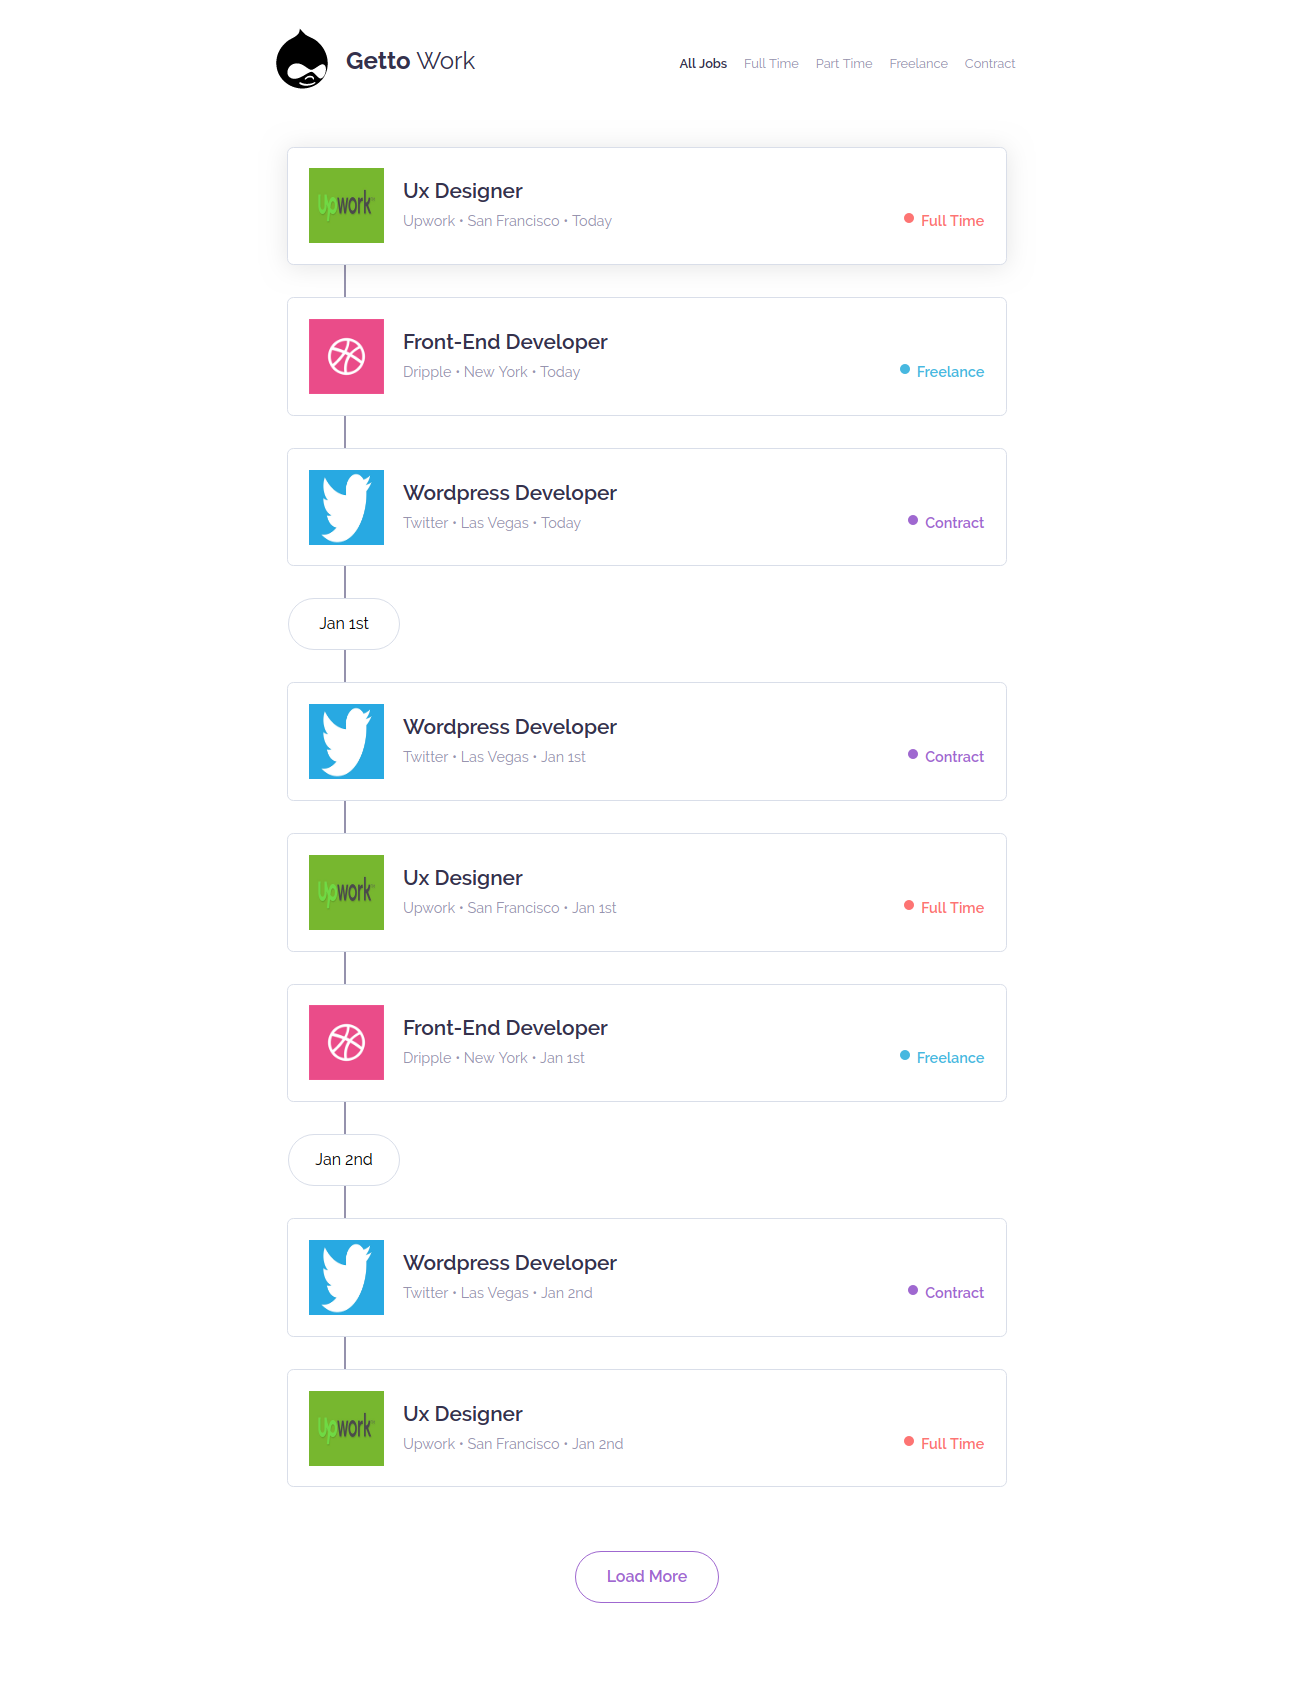 Getto Work
All Jobs Full Time Part Time Freelance Contract
Upwork
Ux Designer
Upwork • San Francisco • Today
Full Time
Front-End Developer
Dripple • New York • Today
Freelance
Wordpress Developer
Twitter • Las Vegas • Today
Contract
Jan 1st
Wordpress Developer
Twitter • Las Vegas • Jan 1st
Contract
Upwork
Ux Designer
Upwork • San Francisco • Jan 1st
Full Time
Front-End Developer
Dripple • New York • Jan 1st
Freelance
Jan 2nd
Wordpress Developer
Twitter • Las Vegas • Jan 2nd
Contract
Upwork
Ux Designer
Upwork • San Francisco • Jan 2nd
Full Time
Load More